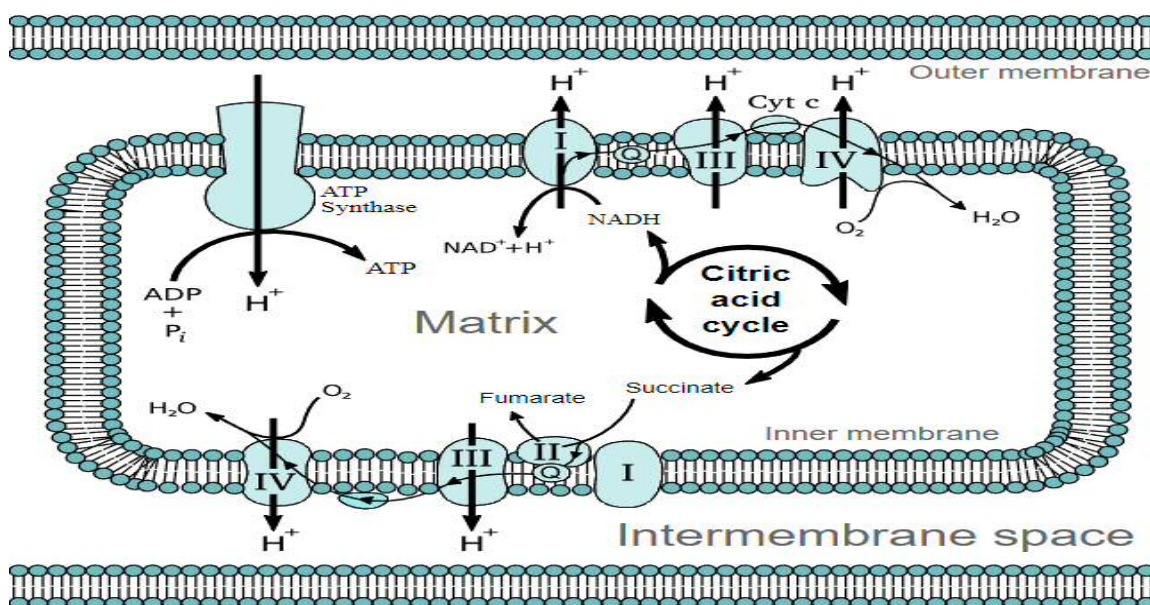 Outer membrane
H⁺
H⁺
H⁺
Cyt c
I
Q
III
IV
ATP
Synthase
NADH
NAD⁺+H⁺
O₂
H₂O
ATP
ADP
+
Pᵢ
H⁺
Citric
acid
cycle
Matrix
Succinate
Fumarate
O₂
H₂O
Inner membrane
IV
III
II
Q
I
H⁺
H⁺
Intermembrane space